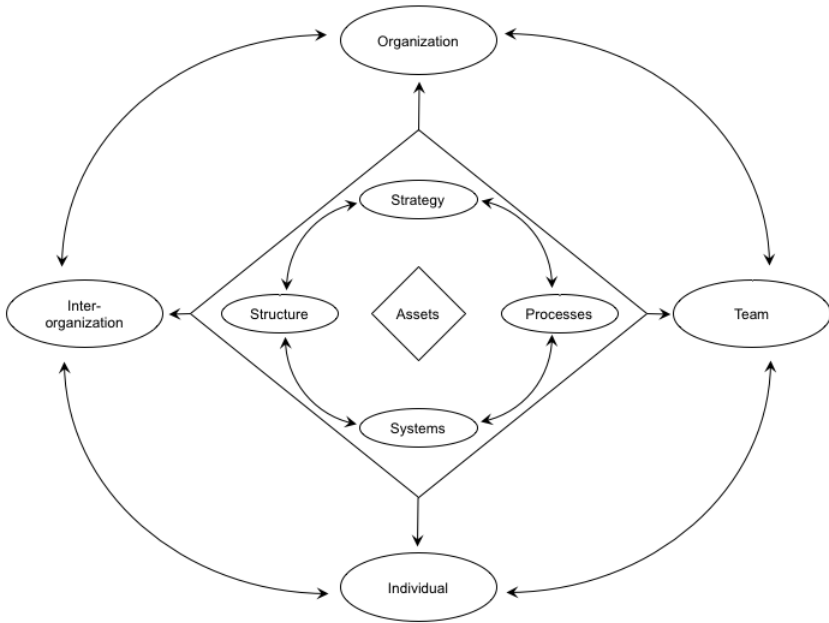 Organization
Strategy
Inter-
organization
Structure
Assets
Processes
Team
Systems
Individual